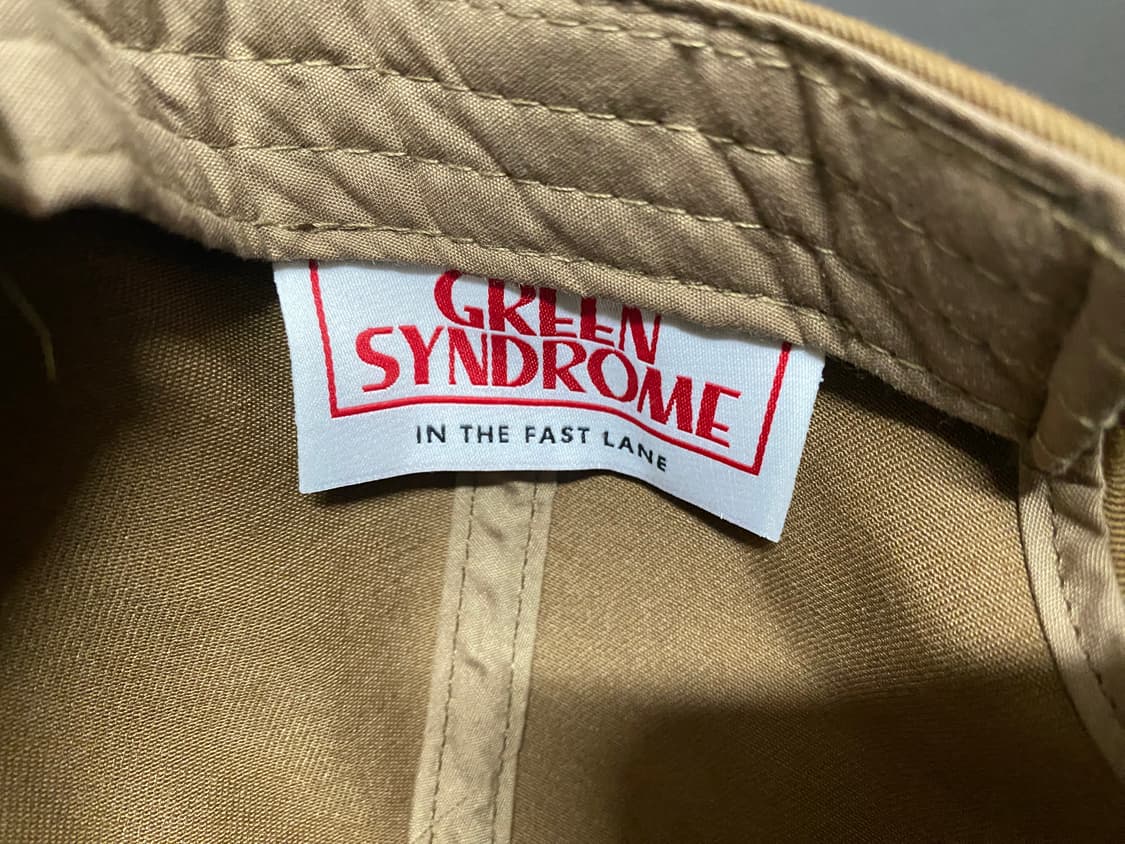 GREEN
SYNDROME
IN THE FAST LANE